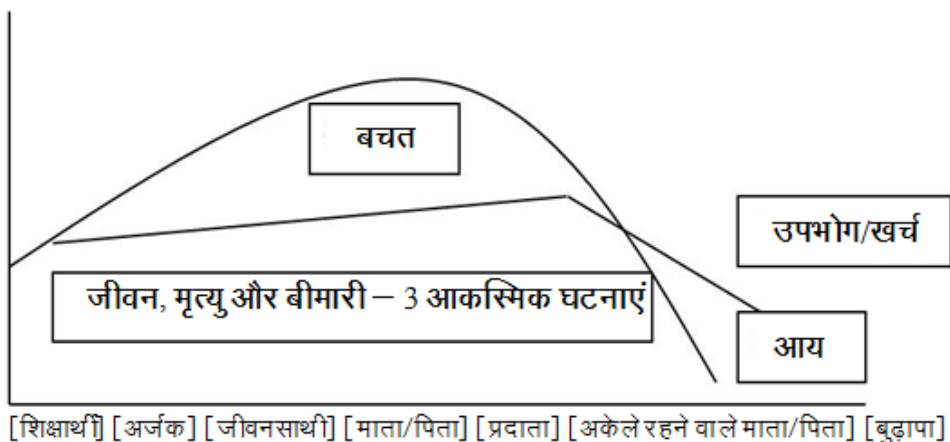 बचत
उपभोग/खर्च
जीवन, मृत्यु और बीमारी – 3 आकस्मिक घटनाएं
आय
[शिक्षार्थी] [अर्जक] [जीवनसाथी] [माता/पिता] [प्रदाता] [अकेले रहने वाले माता/पिता] [बुढ़ापा]